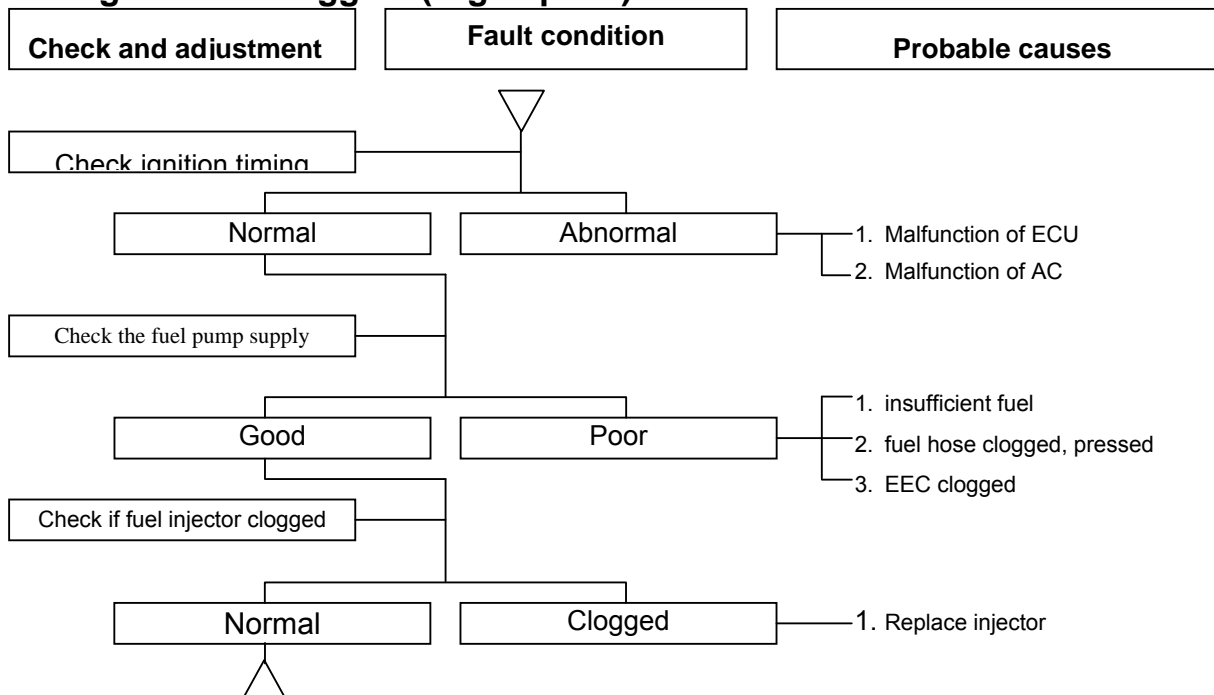 Check and adjustment
Fault condition
Probable causes
Check ignition timing
Normal
Abnormal
1. Malfunction of ECU
2. Malfunction of AC
Check the fuel pump supply
Good
Poor
1. insufficient fuel
2. fuel hose clogged, pressed
3. EEC clogged
Check if fuel injector clogged
Normal
Clogged
1. Replace injector